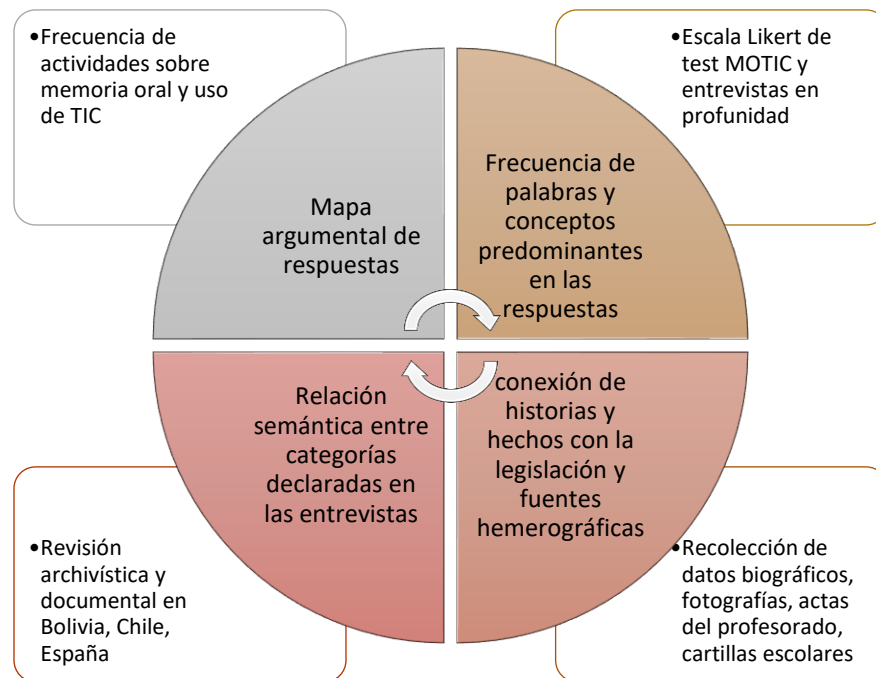 •Frecuencia de
actividades sobre
memoria oral y uso
de TIC
•Escala Likert de
test MOTIC y
entrevistas en
profunidad
Mapa
argumental de
respuestas
Frecuencia de
palabras y
conceptos
predominantes
en las
respuestas
Relación
semántica entre
categorías
declaradas en
las entrevistas
conexión de
historias y
hechos con la
legislación y
fuentes
hemerográficas
•Revisión
archivística y
documental en
Bolivia, Chile,
España
•Recolección de
datos biográficos,
fotografías, actas
del profesorado,
cartillas escolares